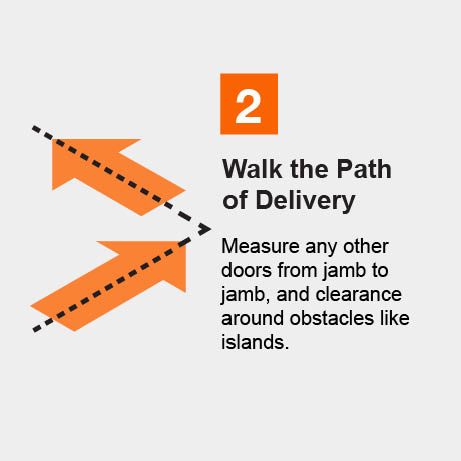 2
Walk the Path
of Delivery
Measure any other
doors from jamb to
jamb, and clearance
around obstacles like
islands.